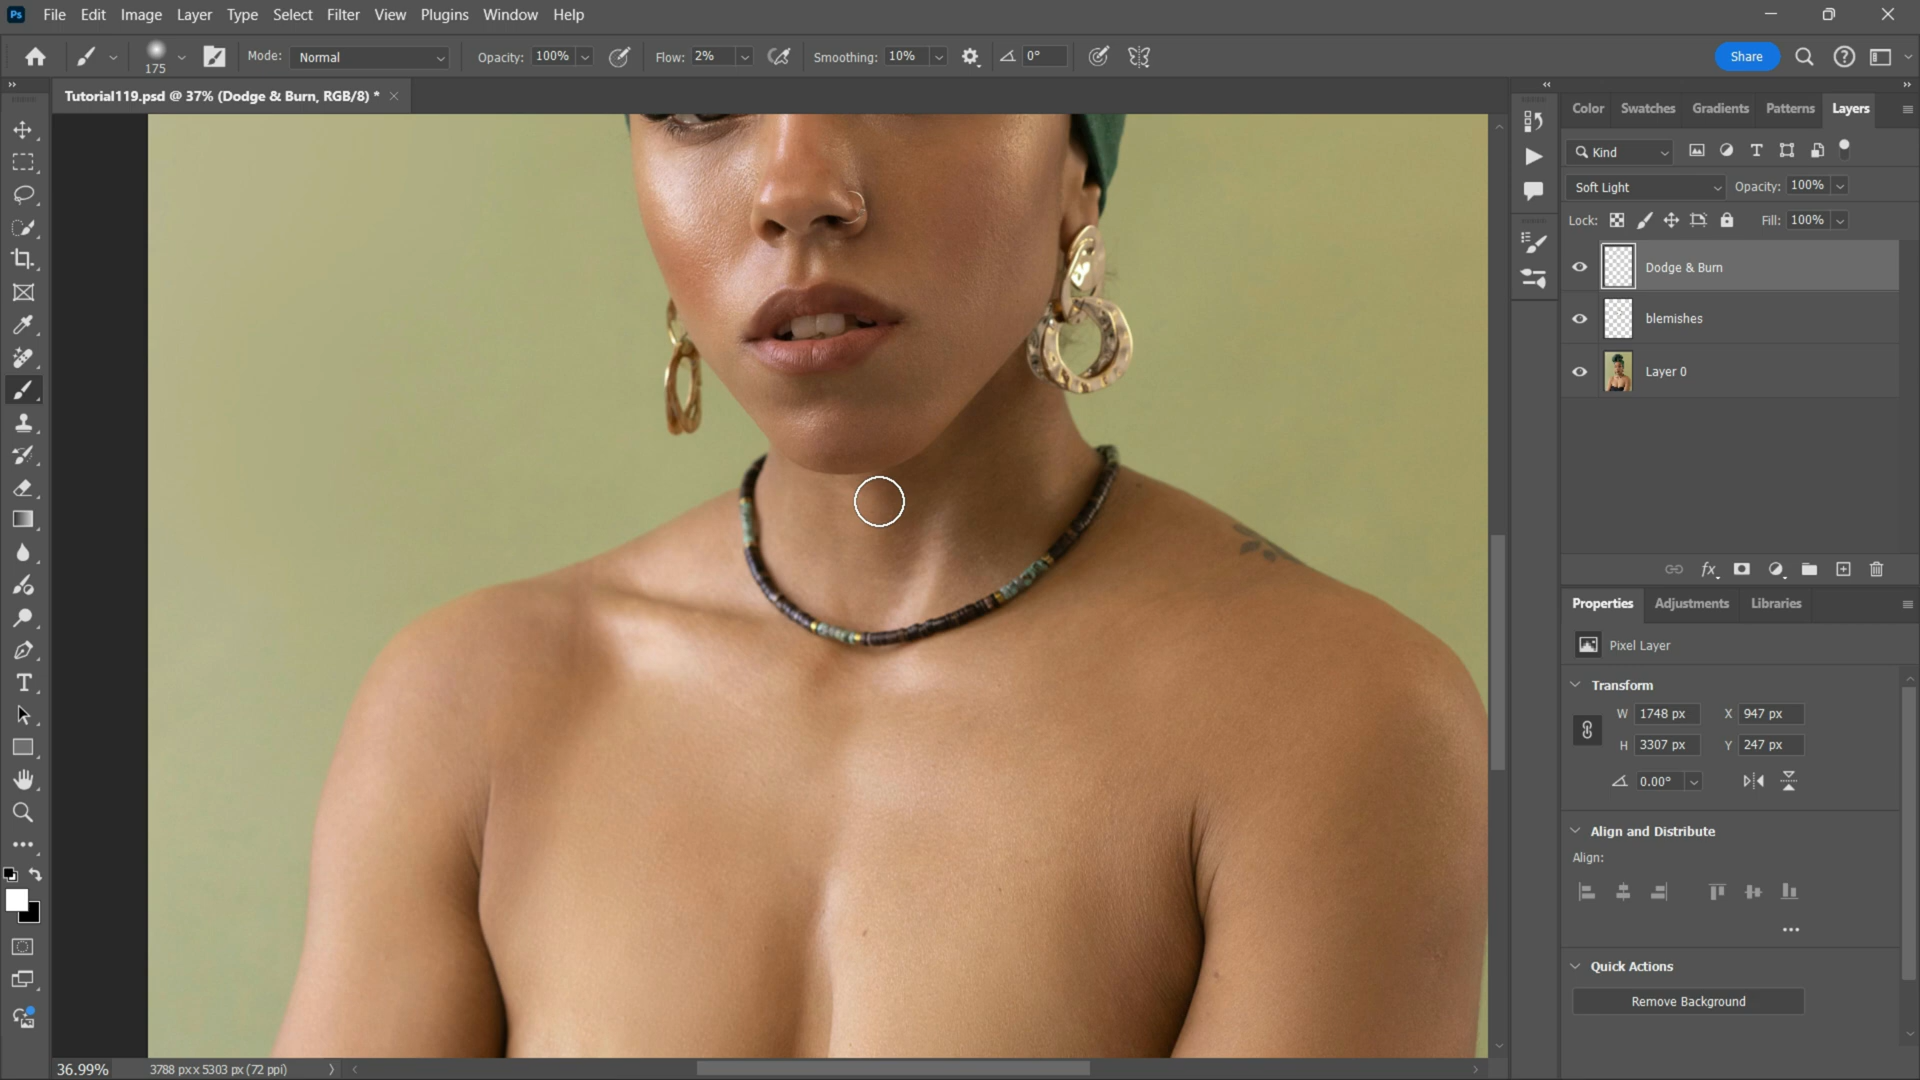 Ps File Edit Image Layer Type Select Filter View Plugins Window Help
175 Mode: Normal Opacity: 100% Flow: 2% Smoothing: 10% 0° Share
Tutorial119.psd @ 37% (Dodge & Burn, RGB/8) *
Color Swatches Gradients Patterns Layers
Kind
Soft Light Opacity: 100%
Lock: Fill: 100%
Dodge & Burn
blemishes
Layer 0
fx
Properties Adjustments Libraries
Pixel Layer
Transform
W 1748 px X 947 px
H 3307 px Y 247 px
0.00°
Align and Distribute
Align:
Quick Actions
Remove Background
36.99% 3788 px x 5303 px (72 ppi)